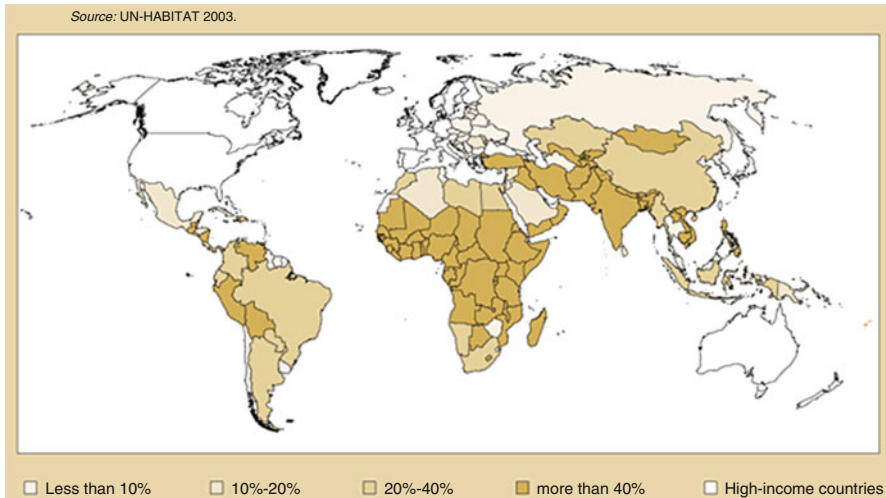 Source: UN-HABITAT 2003.
Less than 10% 10%-20% 20%-40% more than 40% High-income countries